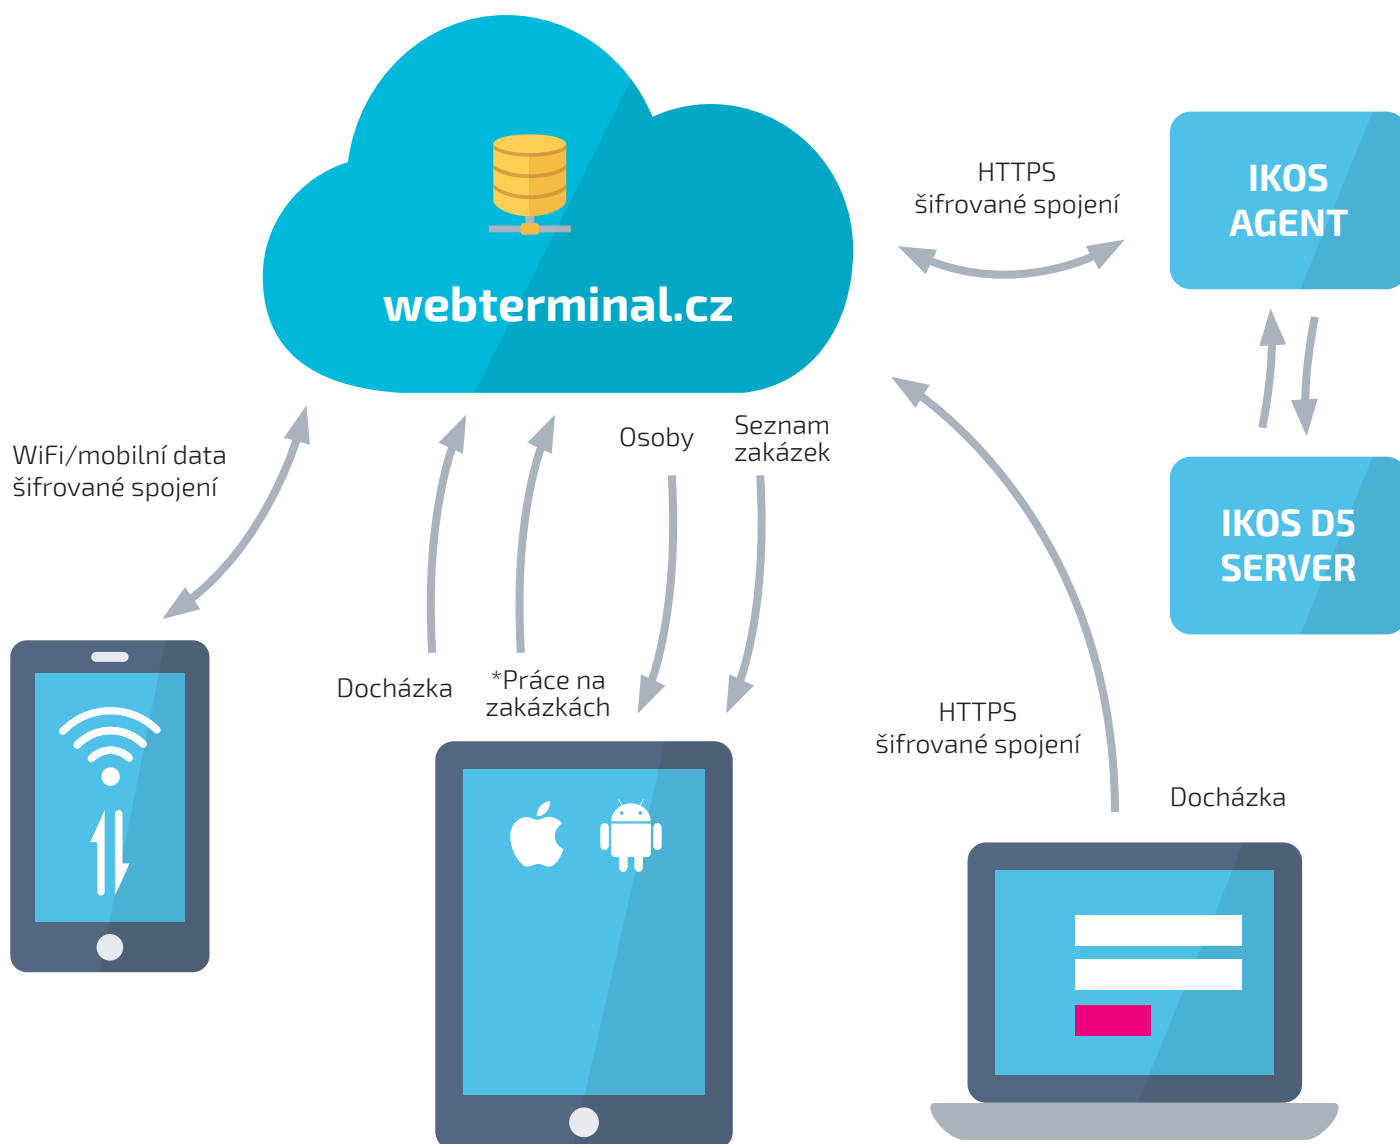 webterminal.cz
HTTPS
šifrované spojení
IKOS
AGENT
WiFi/mobilní data
šifrované spojení
Osoby
Seznam
zakázek
IKOS D5
SERVER
Docházka
*Práce na
zakázkách
HTTPS
šifrované spojení
Docházka